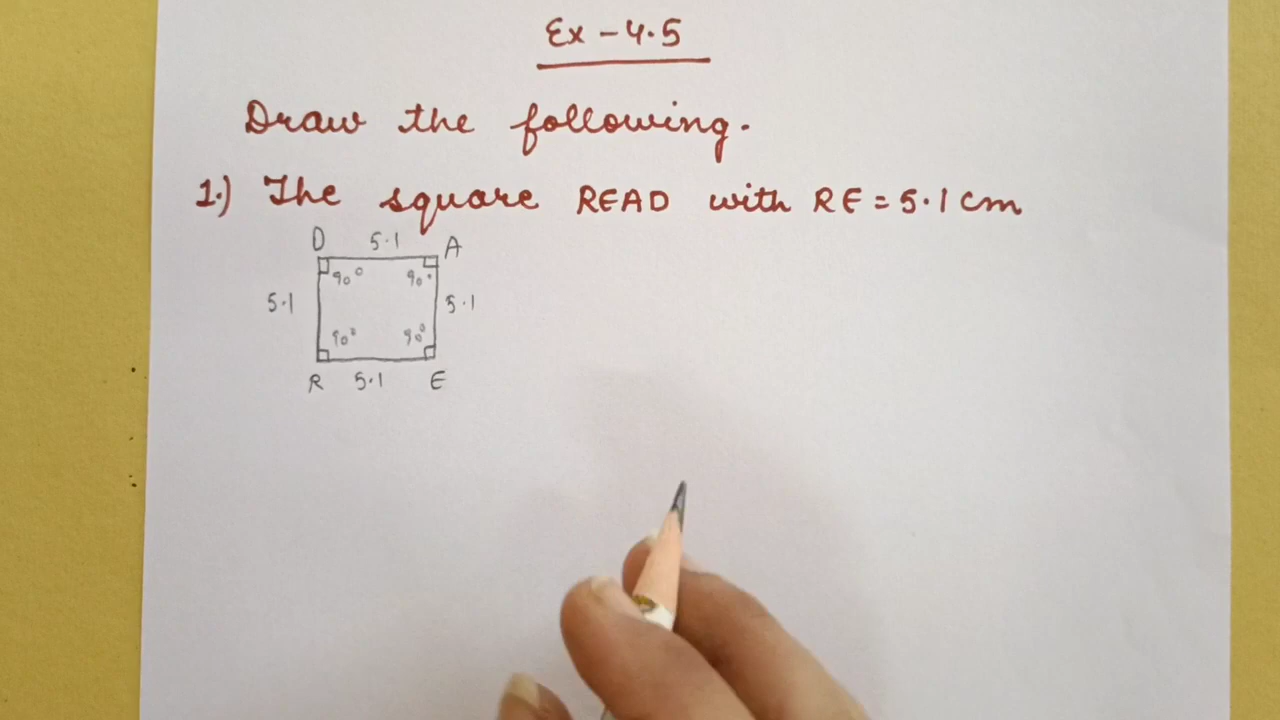 Ex - 4.5
Draw the following.
1.) The square READ with RE = 5.1 cm
D 5.1 A
90° 90°
5.1 5.1
90° 90°
R 5.1 E